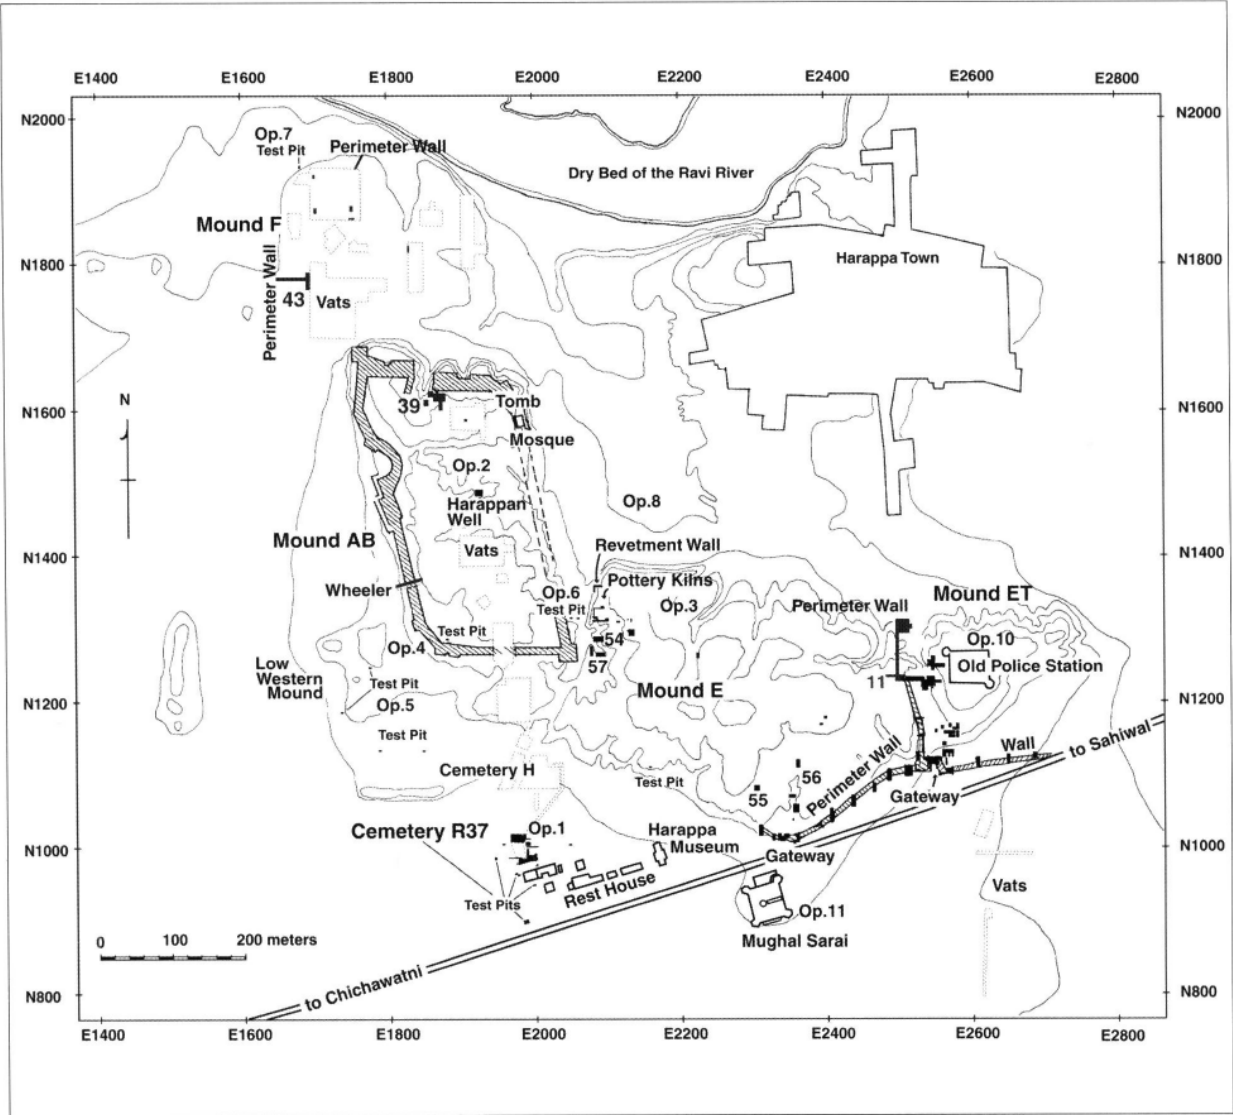 E1400 E1600 E1800 E2000 E2200 E2400 E2600 E2800
N2000
N2000
Op.7
Test Pit
Perimeter Wall
Dry Bed of the Ravi River
Mound F
Harappa Town
N1800
N1800
Perimeter Wall
43
Vats
N
N1600
N1600
39
Tomb
Mosque
Op.2
Harappan
Well
Op.8
Mound AB
Vats
Revetment Wall
N1400
N1400
Wheeler
Pottery Kilns
Op.6
Test Pit
Op.3
Perimeter Wall
Mound ET
Op.10
Old Police Station
Test Pit
Op.4
54
57
Low
Western
Mound
Test Pit
Mound E
11
N1200
N1200
Op.5
Test Pit
Wall
to Sahiwal
Cemetery H
Test Pit
Perimeter Wall
56
55
Gateway
Cemetery R37
Op.1
Harappa
Museum
Gateway
N1000
N1000
Rest House
Test Pits
Vats
Op.11
Mughal Sarai
0 100 200 meters
to Chichawatni
N800
N800
E1400 E1600 E1800 E2000 E2200 E2400 E2600 E2800